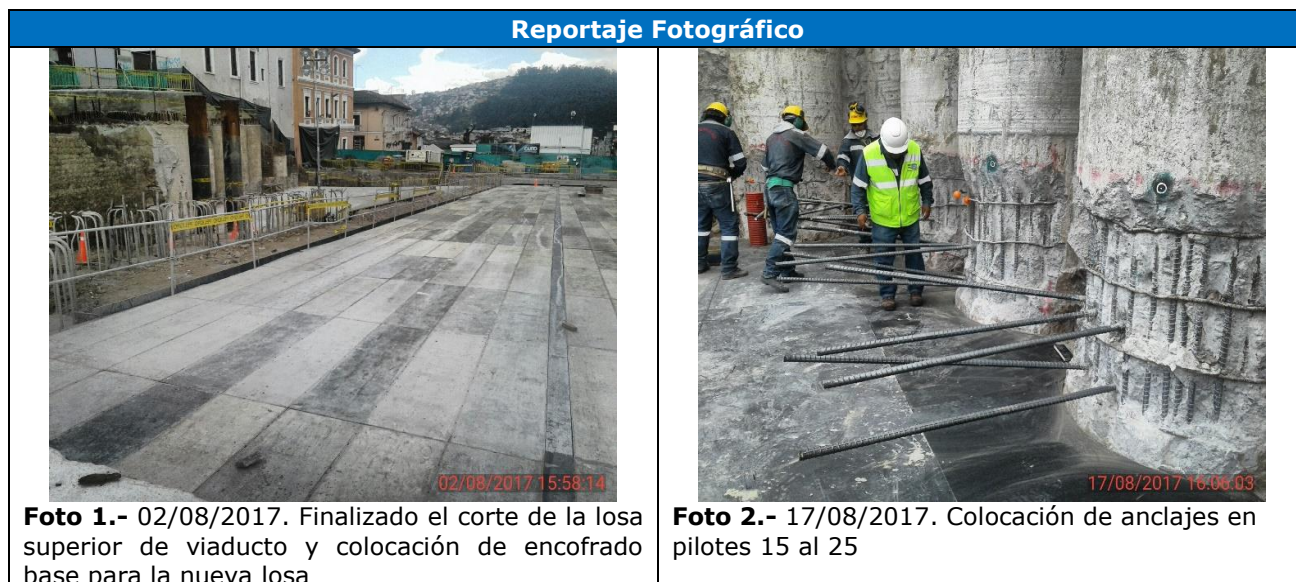 Reportaje Fotográfico
02/08/2017 15:58:14
Foto 1.- 02/08/2017. Finalizado el corte de la losa
superior de viaducto y colocación de encofrado
base para la nueva losa
17/08/2017 16:06:03
Foto 2.- 17/08/2017. Colocación de anclajes en
pilotes 15 al 25